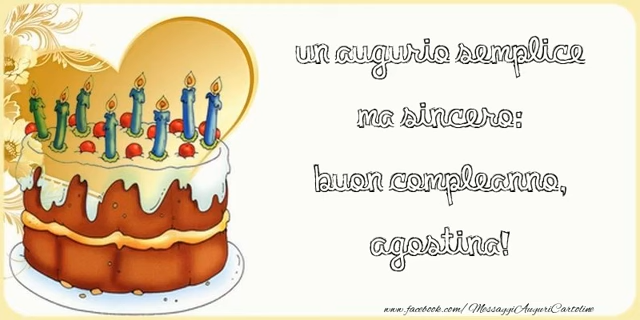 un augurio semplice
ma sincero:
buon compleanno,
agostina!
www.facebook.com/MessaggiAuguriCartoline